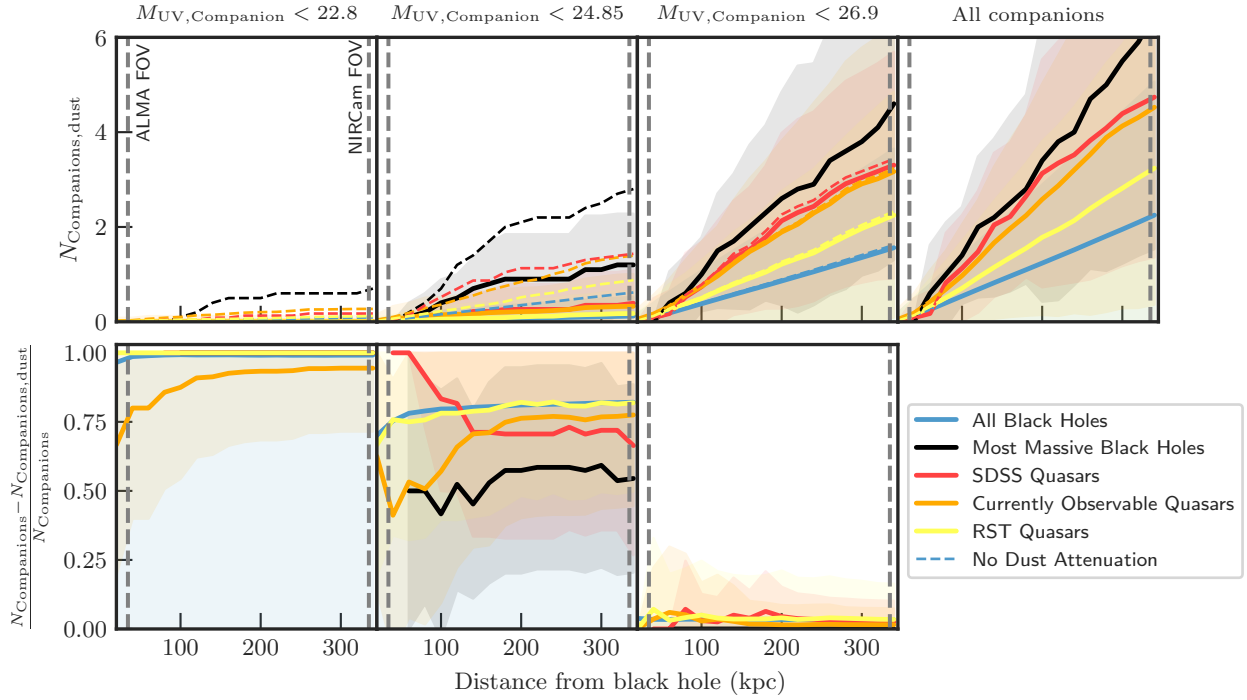 M_UV,Companion < 22.8
M_UV,Companion < 24.85
M_UV,Companion < 26.9
All companions
N_Companions,dust
6
4
2
0
ALMA FOV
NIRCam FOV
0
0
0
N_Companions − N_Companions,dust
N_Companions
1.00
0.75
0.50
0.25
0.00
100 200 300
100 200 300
100 200 300
Distance from black hole (kpc)
All Black Holes
Most Massive Black Holes
SDSS Quasars
Currently Observable Quasars
RST Quasars
No Dust Attenuation